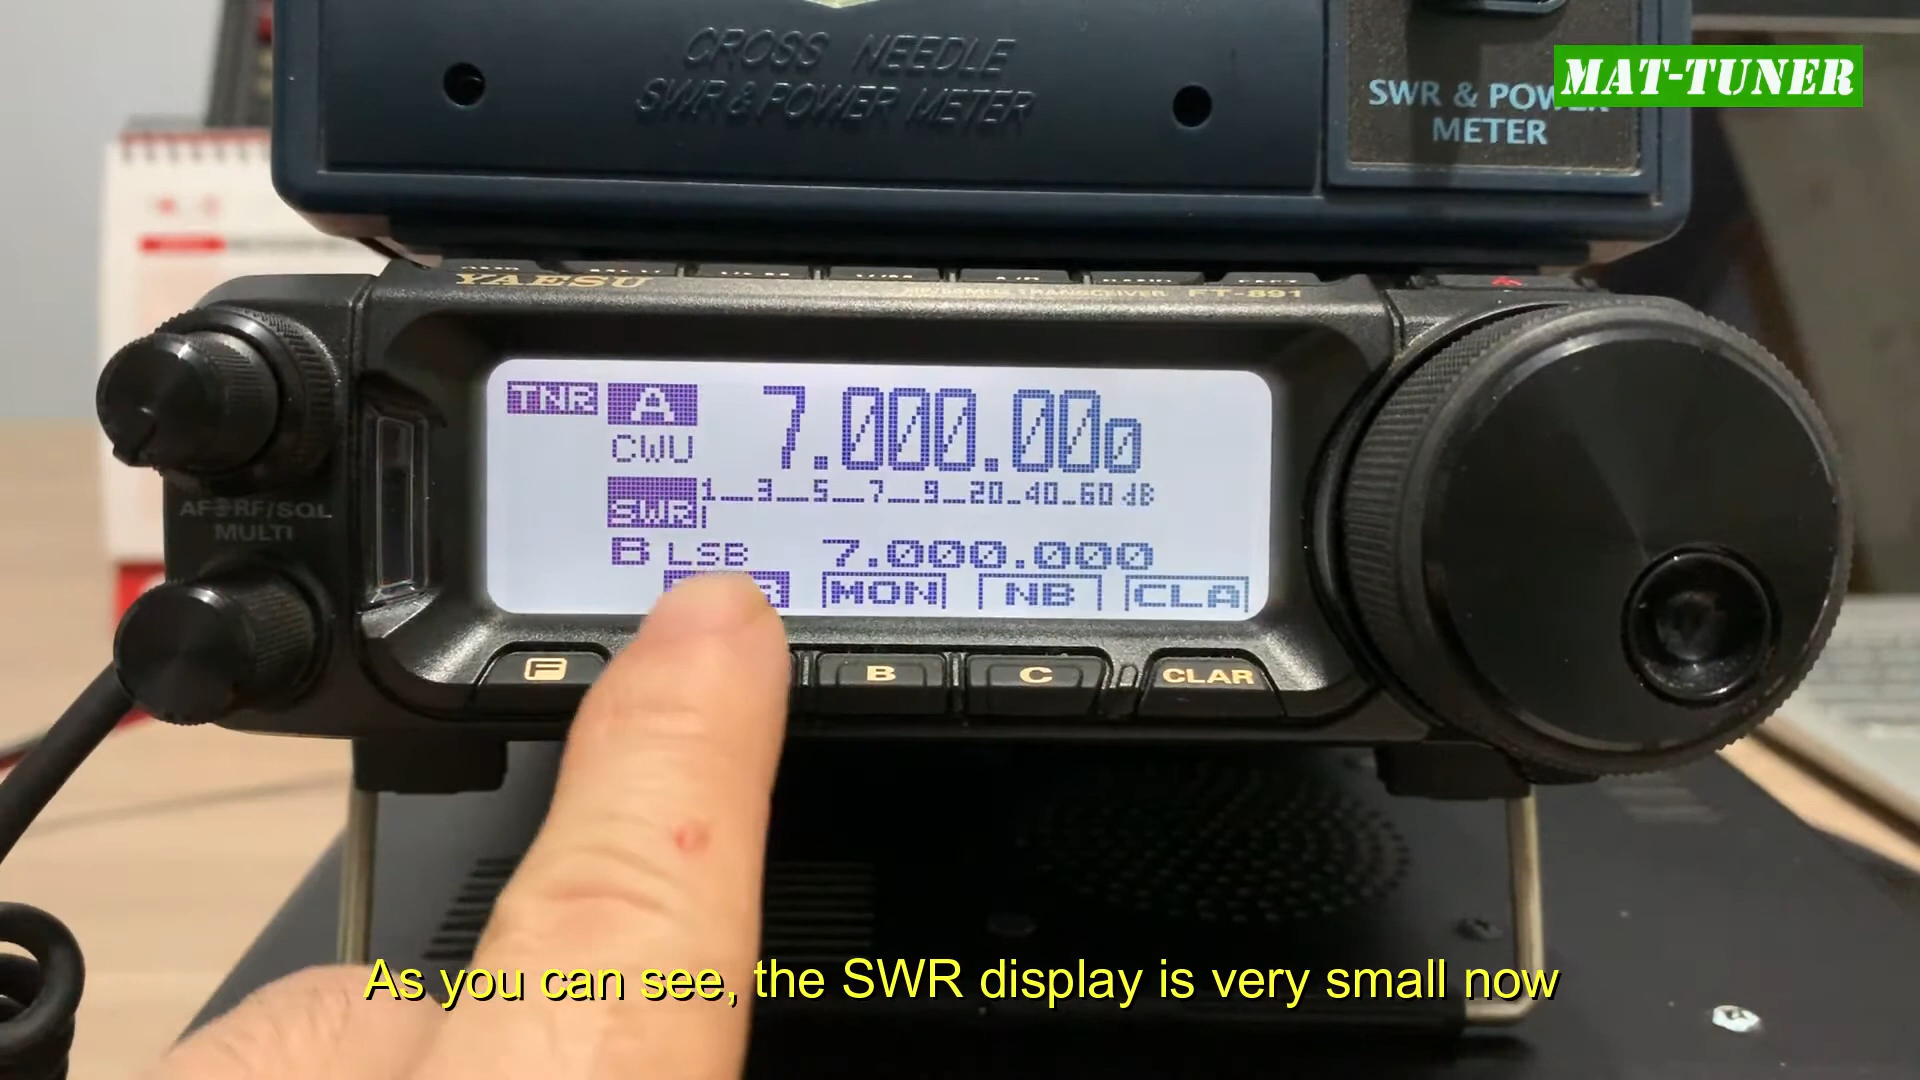 CROSS NEEDLE
SWR & POWER METER
MAT-TUNER
SWR & POWER
METER
YAESU
TRANSCEIVER FT-891
TNR A 7.000.000
CWU
SWR 1 3 5 7 9 20 40 60 dB
B LSB 7.000.000
MON NB CLA
AF RF/SQL
MULTI
F B C CLAR
As you can see, the SWR display is very small now